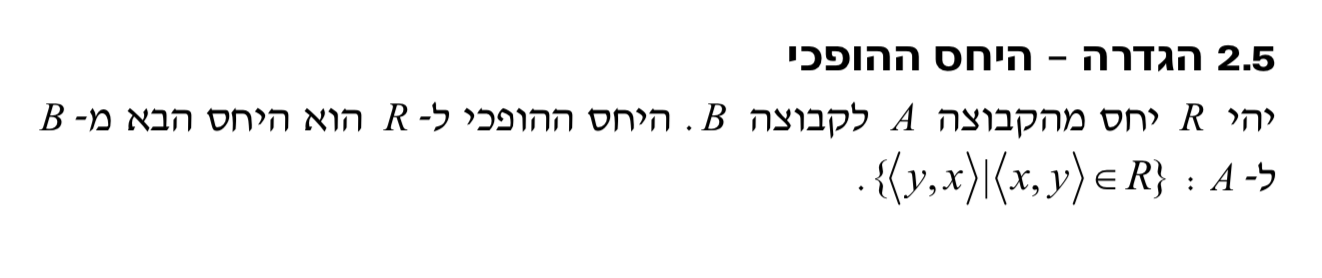 2.5 הגדרה – היחס ההופכי
יהי R יחס מהקבוצה A לקבוצה B. היחס ההופכי ל- R הוא היחס הבא מ- B
ל- A : {⟨y,x⟩|⟨x,y⟩∈R}.